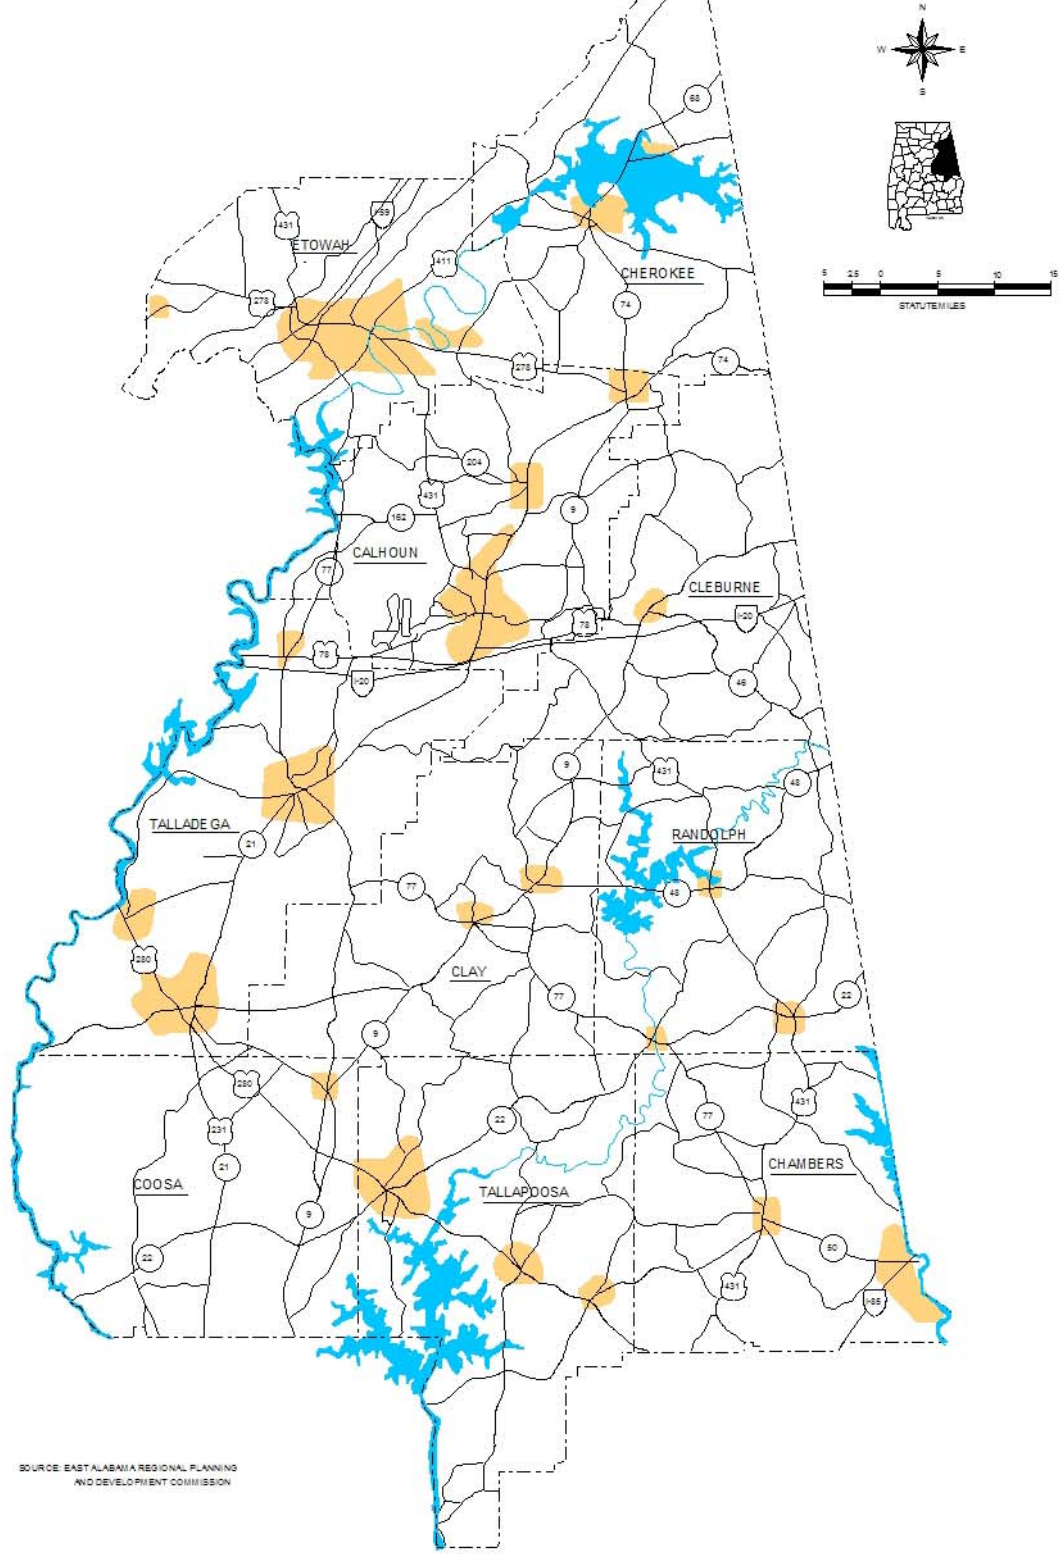 N
W E
S
68
5 2.5 0 5 10 15
STATUTE MILES
I-59
431
ETOWAH
411
CHEROKEE
278
74
278
74
204
431
9
162
CALHOUN
77
CLEBURNE
I-20
78
78
I-20
46
9
431
48
RANDOLPH
TALLADEGA
21
77
48
280
CLAY
77
22
9
280
431
22
77
231
21
CHAMBERS
COOSA
TALLAPOOSA
9
50
22
431
I-85
SOURCE: EAST ALABAMA REGIONAL PLANNING
AND DEVELOPMENT COMMISSION